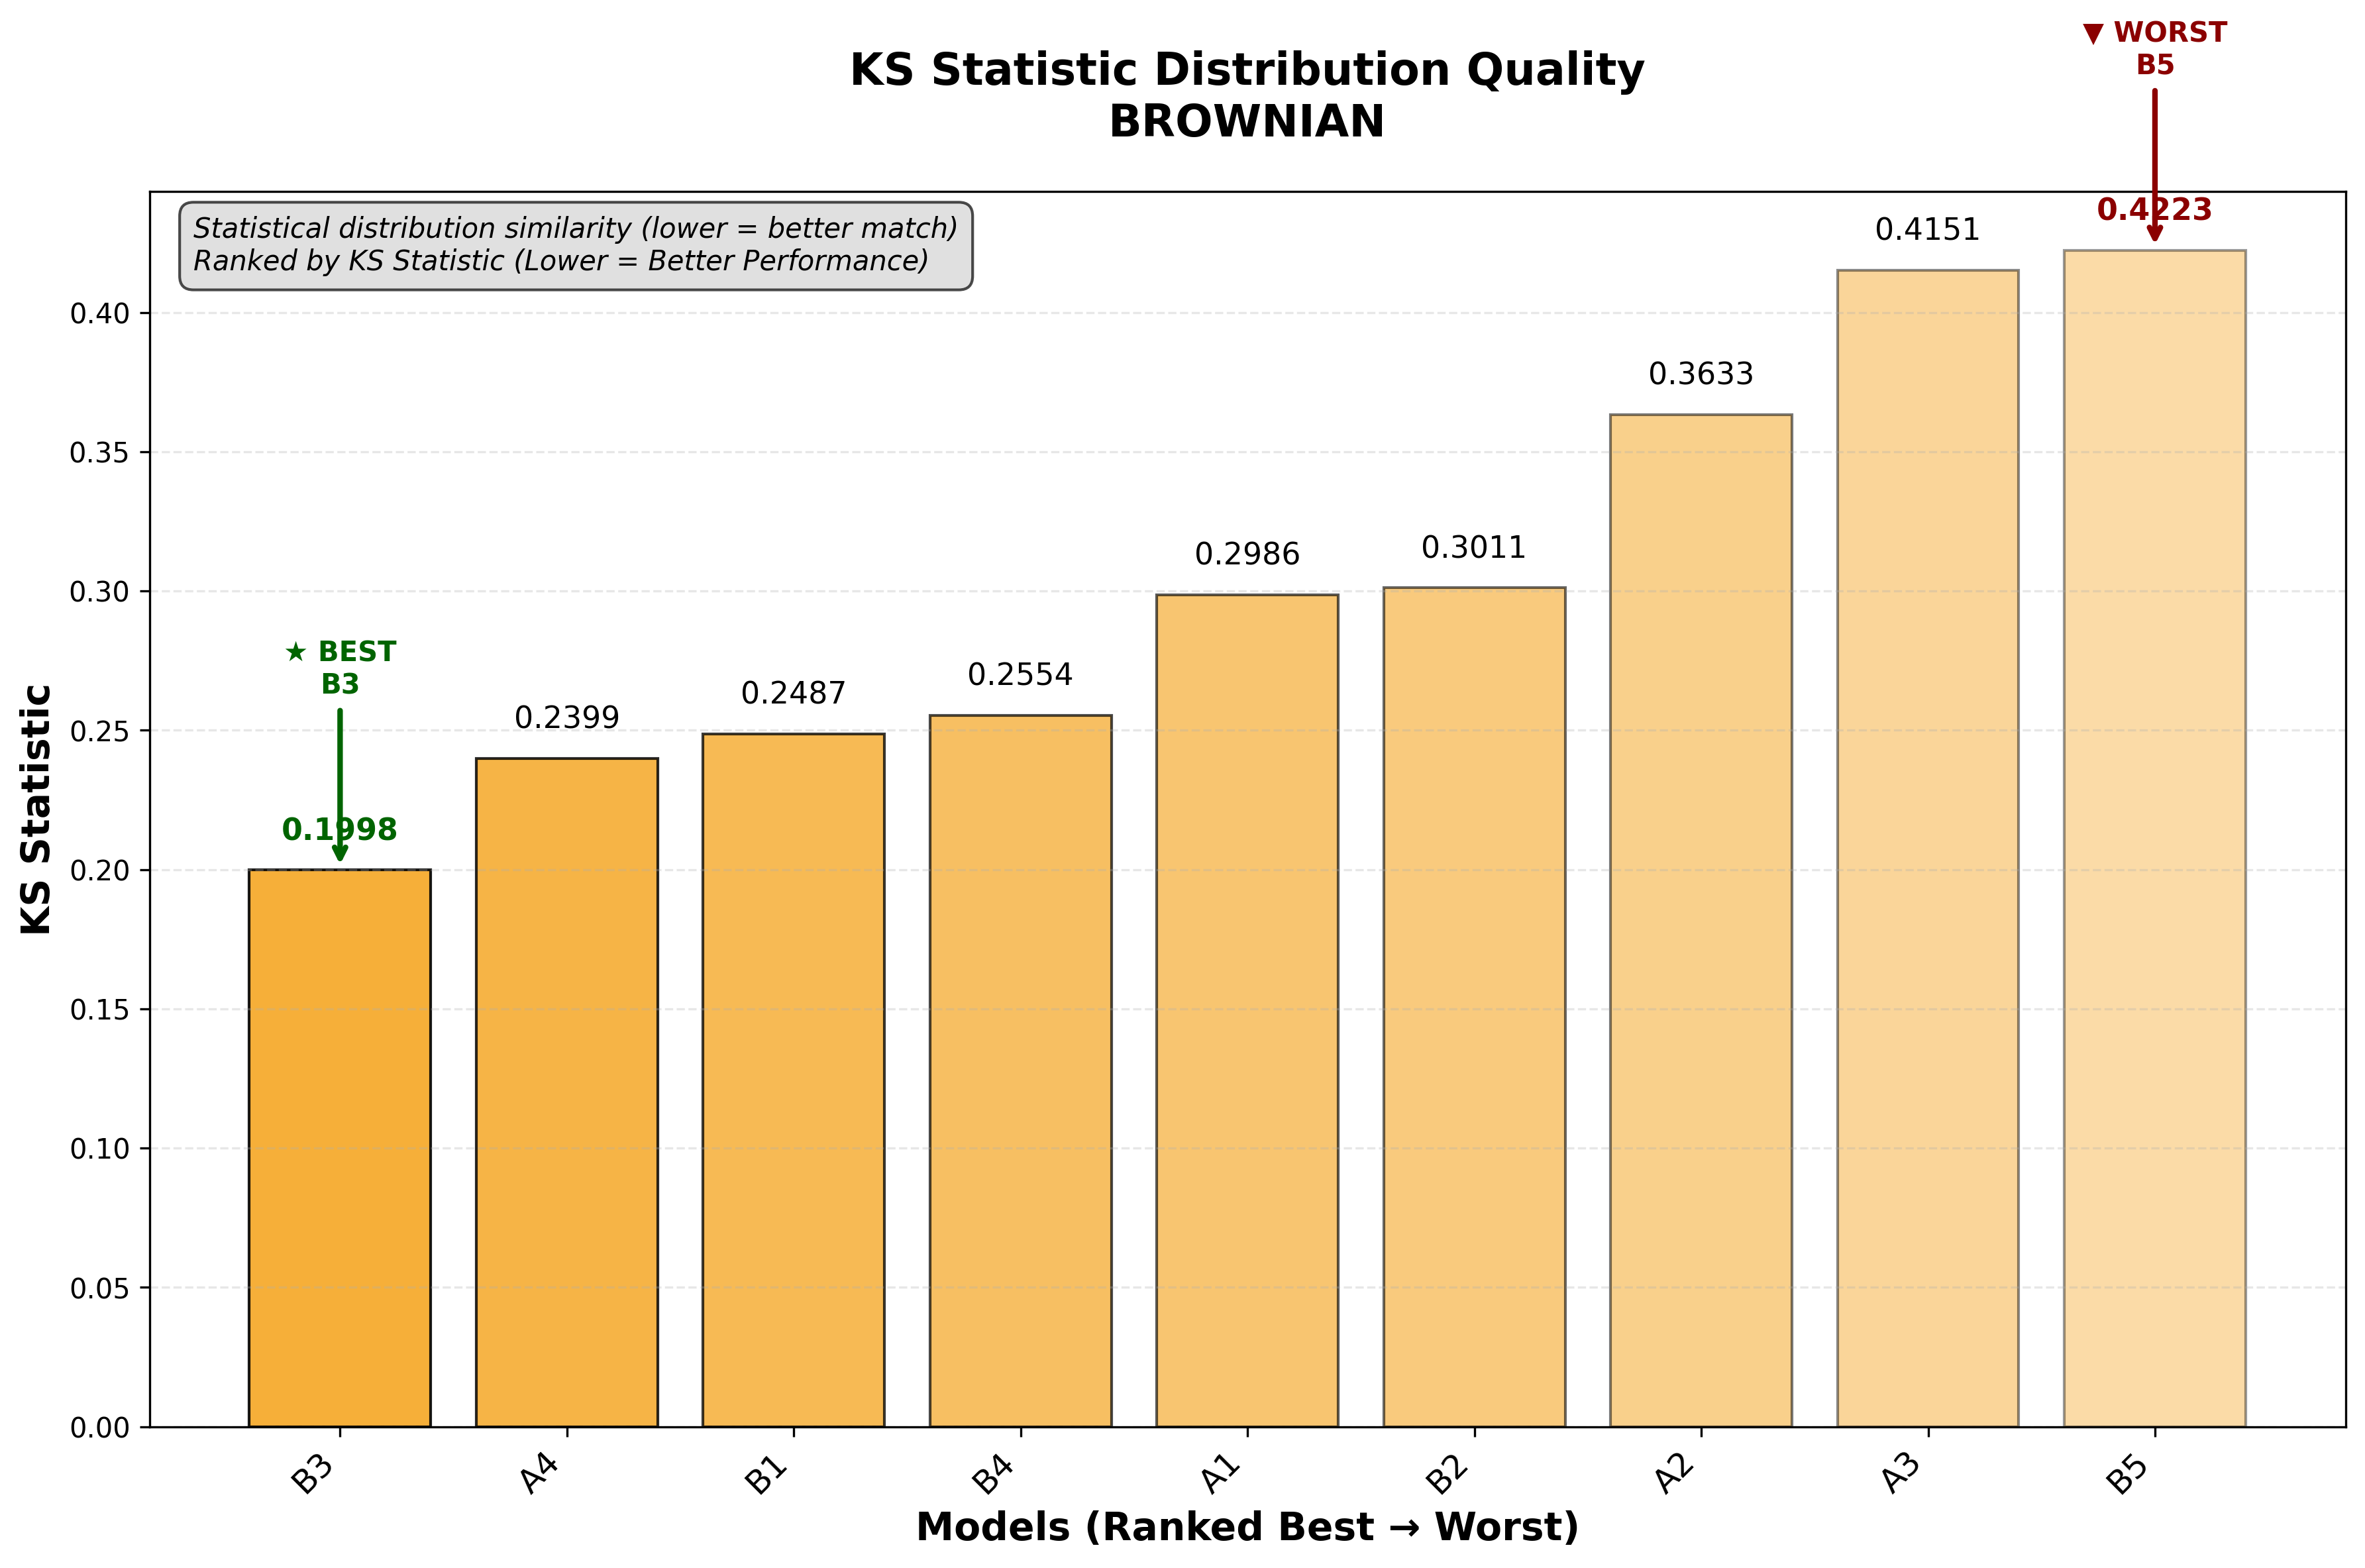 ▼ WORST
B5
KS Statistic Distribution Quality
BROWNIAN
Statistical distribution similarity (lower = better match)
Ranked by KS Statistic (Lower = Better Performance)
0.4151
0.4223
0.3633
0.2986
0.3011
★ BEST
B3
0.2399
0.2487
0.2554
0.1998
KS Statistic
0.40
0.35
0.30
0.25
0.20
0.15
0.10
0.05
0.00
B3
A4
B1
B4
A1
B2
A2
A3
B5
Models (Ranked Best → Worst)